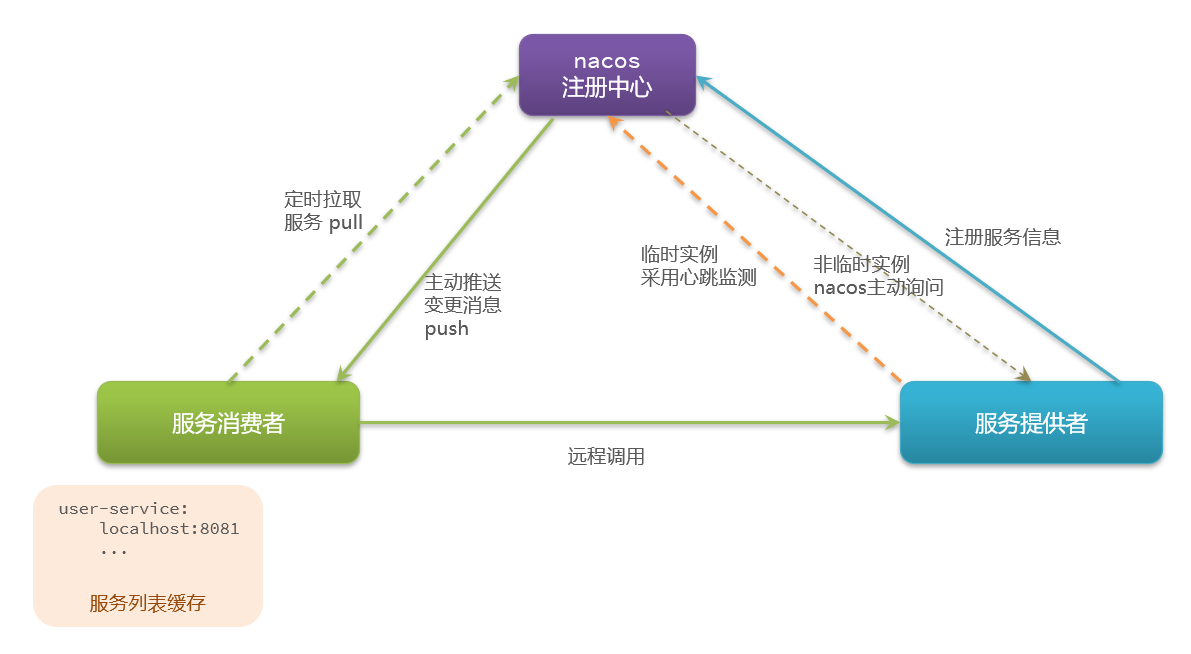 nacos
注册中心
定时拉取
服务 pull
主动推送
变更消息
push
临时实例
采用心跳监测
非临时实例
nacos主动询问
注册服务信息
服务消费者
服务提供者
远程调用
user-service:
localhost:8081
...
服务列表缓存